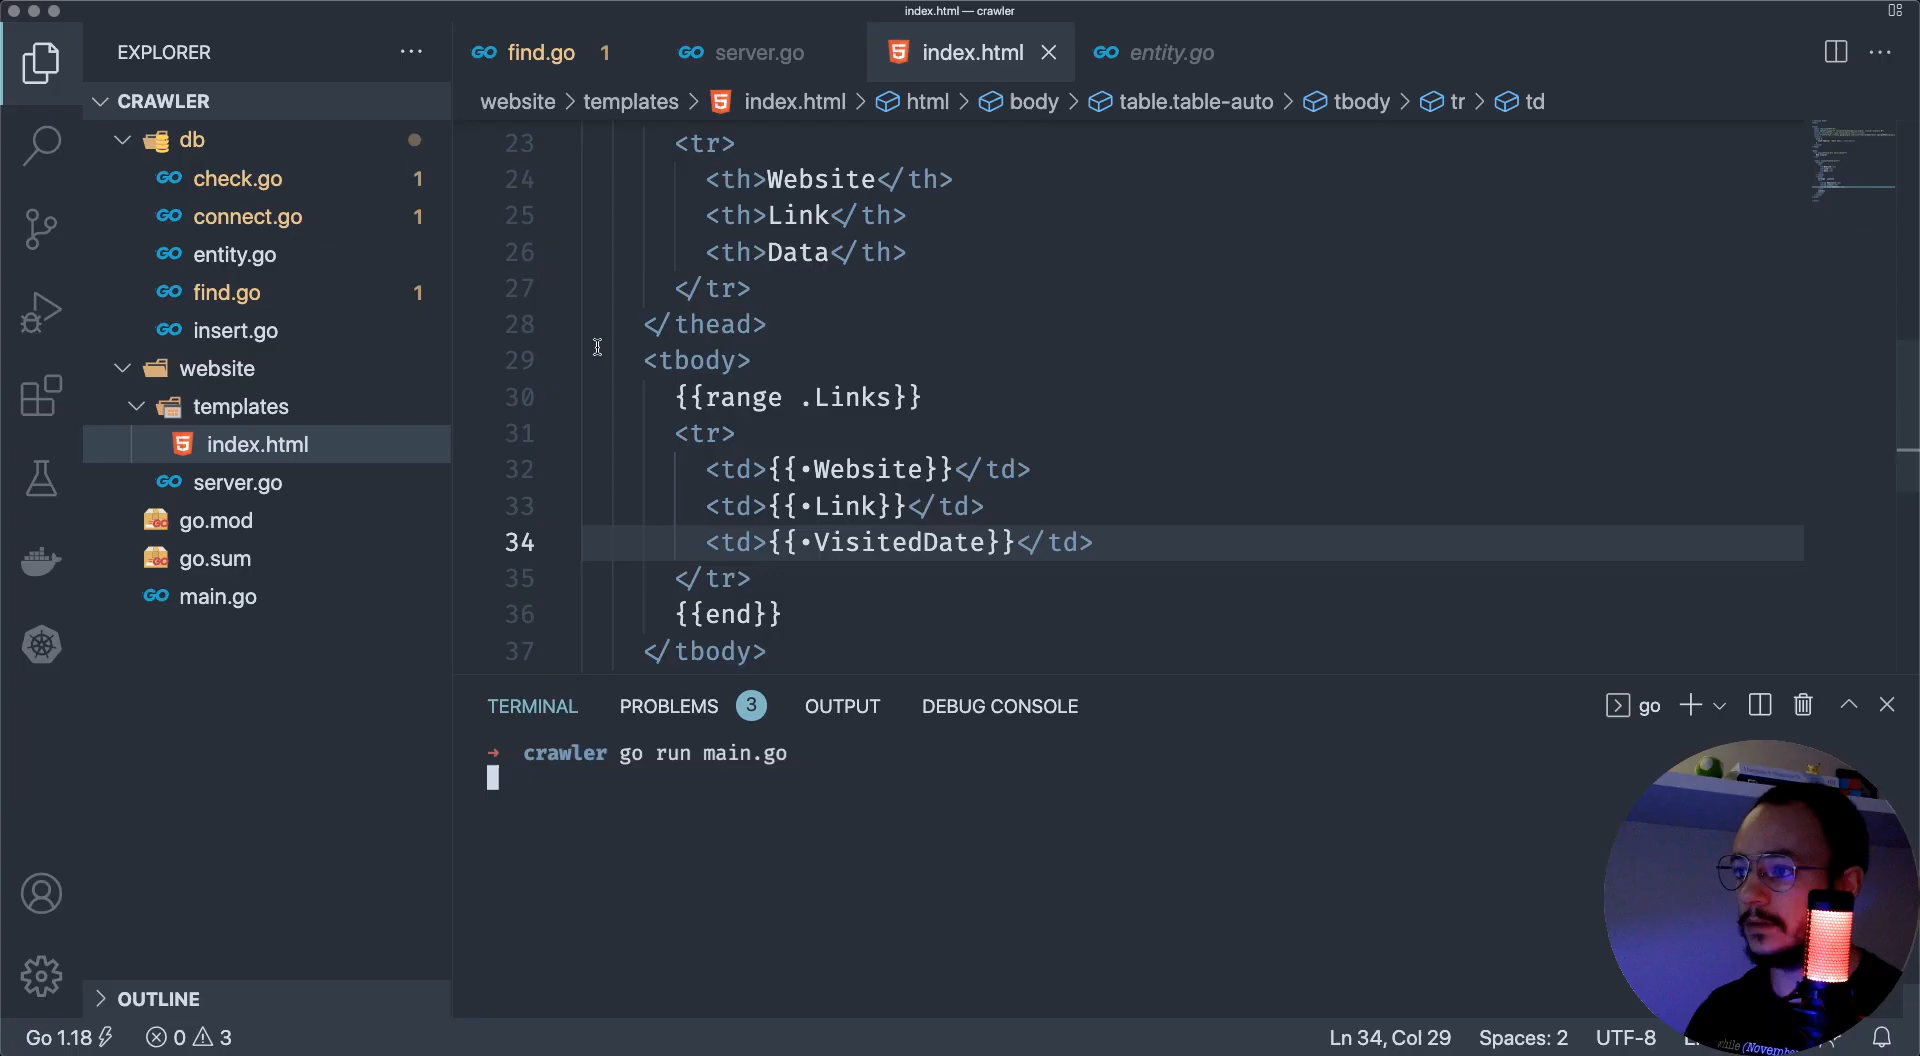 index.html — crawler
EXPLORER
find.go 1
server.go
index.html
entity.go
CRAWLER
website > templates > index.html > html > body > table.table-auto > tbody > tr > td
db
check.go 1
connect.go 1
entity.go
find.go 1
insert.go
website
templates
index.html
server.go
go.mod
go.sum
main.go
OUTLINE
23 <tr>
24 <th>Website</th>
25 <th>Link</th>
26 <th>Data</th>
27 </tr>
28 </thead>
29 <tbody>
30 {{range .Links}}
31 <tr>
32 <td>{{•Website}}</td>
33 <td>{{•Link}}</td>
34 <td>{{•VisitedDate}}</td>
35 </tr>
36 {{end}}
37 </tbody>
TERMINAL PROBLEMS 3 OUTPUT DEBUG CONSOLE
go
➜ crawler go run main.go
Go 1.18 0 3
Ln 34, Col 29 Spaces: 2 UTF-8
while (Novembe